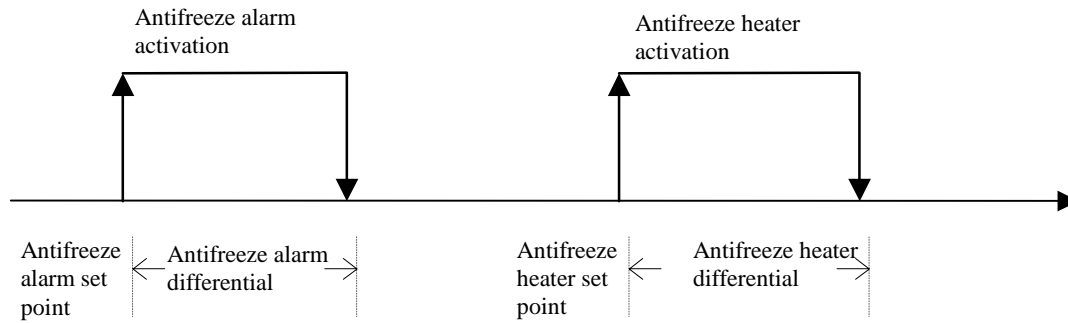 Antifreeze alarm
activation
Antifreeze heater
activation
Antifreeze
alarm set
point
Antifreeze alarm
differential
Antifreeze
heater set
point
Antifreeze heater
differential